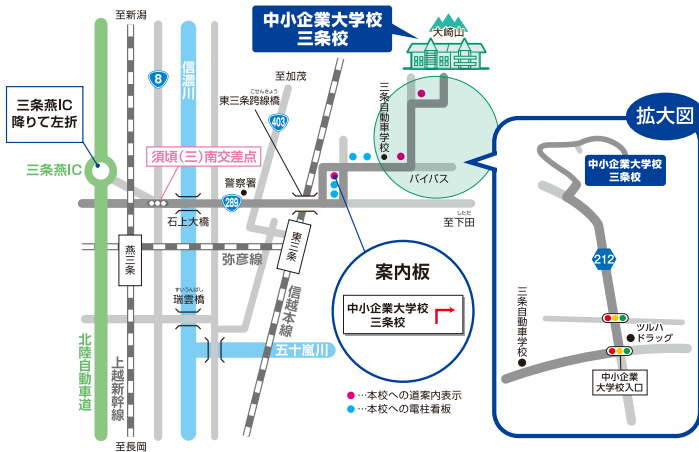 至新潟
中小企業大学校
三条校
大崎山
8
信濃川
至加茂
こせんきょう
東三条跨線橋
403
三条自動車学校
三条燕IC
降りて左折
三条燕IC
須頃(三)南交差点
警察署
289
石上大橋
バイパス
しただ
至下田
燕三条
弥彦線
東三条
ずいうんばし
瑞雲橋
信越本線
五十嵐川
北陸自動車道
上越新幹線
至長岡
案内板
中小企業大学校
三条校
●…本校への道案内表示
●…本校への電柱看板
拡大図
中小企業大学校
三条校
212
三条自動車学校
ツルハ
ドラッグ
中小企業
大学校入口